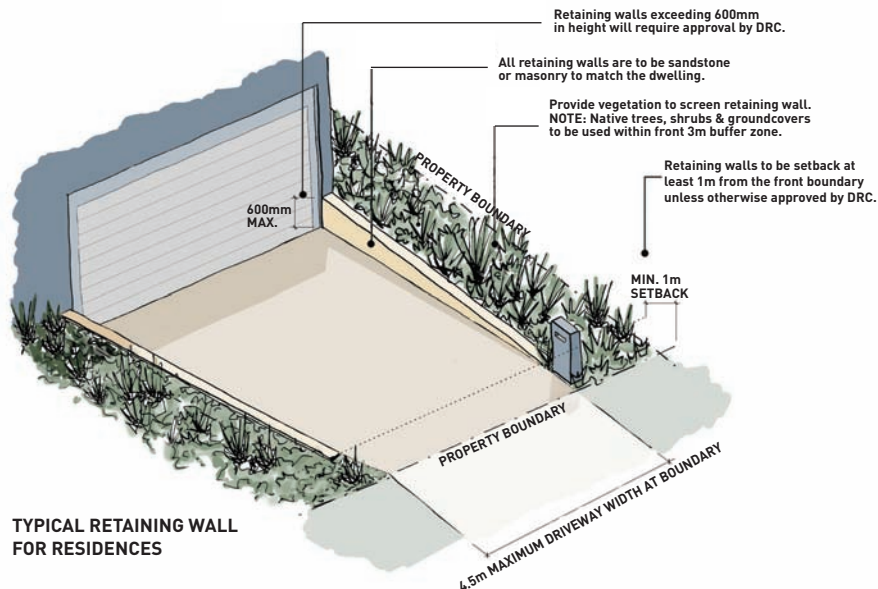 Retaining walls exceeding 600mm
in height will require approval by DRC.
All retaining walls are to be sandstone
or masonry to match the dwelling.
Provide vegetation to screen retaining wall.
NOTE: Native trees, shrubs & groundcovers
to be used within front 3m buffer zone.
Retaining walls to be setback at
least 1m from the front boundary
unless otherwise approved by DRC.
PROPERTY BOUNDARY
600mm
MAX.
MIN. 1m
SETBACK
PROPERTY BOUNDARY
4.5m MAXIMUM DRIVEWAY WIDTH AT BOUNDARY
TYPICAL RETAINING WALL
FOR RESIDENCES